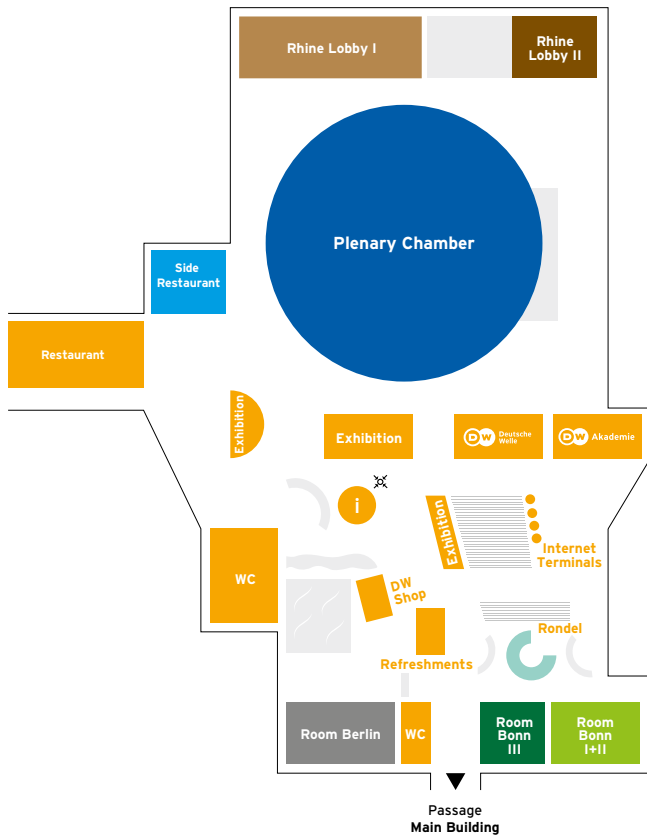 Rhine Lobby I
Rhine
Lobby II
Plenary Chamber
Side
Restaurant
Restaurant
Exhibition
Exhibition
DW Deutsche
Welle
DW Akademie
i
Exhibition
Internet
Terminals
WC
DW
Shop
Rondel
Refreshments
Room Berlin
WC
Room
Bonn
III
Room
Bonn
I+II
Passage
Main Building